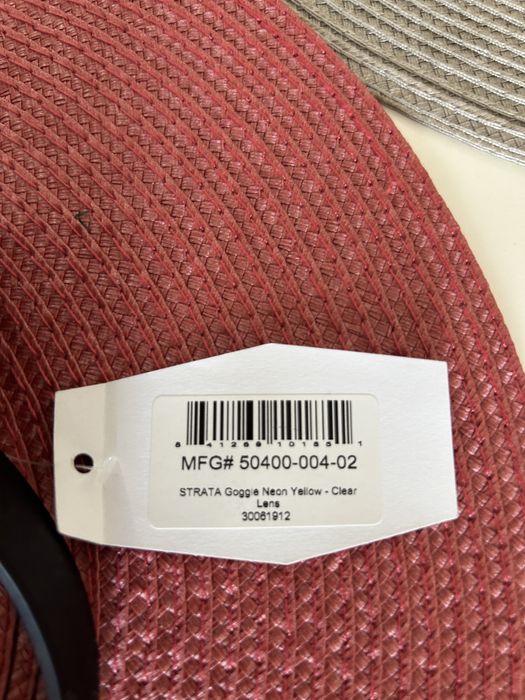 8 41269 10185 1
MFG# 50400-004-02
STRATA Goggle Neon Yellow - Clear
Lens
30061912